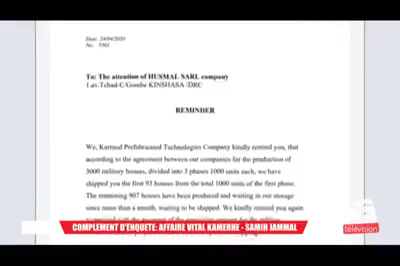 Date. 24/04/2020
No. 3561
To: The attention of HUSMAL SARL company
1.av.Tchad-C/Gombe KINSHASA /DRC
REMINDER
We, Karmod Prefabricated Technologies Company kindly remind you, that
according to the agreement between our companies for the production of
3000 military houses, divided into 3 phases 1000 units each, we have
shipped you the first 93 houses from the total 1000 units of the first phase.
The remaining 907 houses have been produced and waiting in our storage
since more than a month, waiting to be shipped. We kindly remind you again
COMPLEMENT D'ENQUETE: AFFAIRE VITAL KAMERHE - SAMIH JAMMAL
télévision